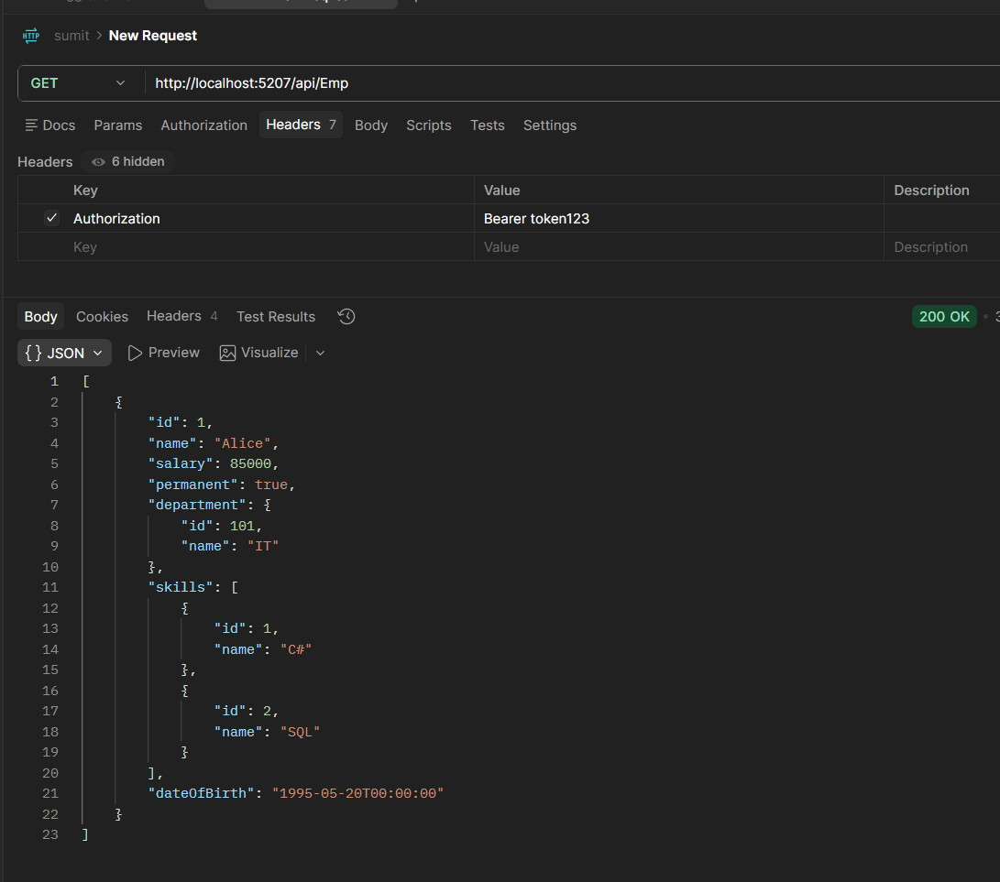 HTTP sumit > New Request
GET http://localhost:5207/api/Emp
Docs Params Authorization Headers 7 Body Scripts Tests Settings
Headers 6 hidden
Key Value Description
Authorization Bearer token123
Key Value Description
Body Cookies Headers 4 Test Results 200 OK
{} JSON Preview Visualize
1 [
2 {
3 "id": 1,
4 "name": "Alice",
5 "salary": 85000,
6 "permanent": true,
7 "department": {
8 "id": 101,
9 "name": "IT"
10 },
11 "skills": [
12 {
13 "id": 1,
14 "name": "C#"
15 },
16 {
17 "id": 2,
18 "name": "SQL"
19 }
20 ],
21 "dateOfBirth": "1995-05-20T00:00:00"
22 }
23 ]